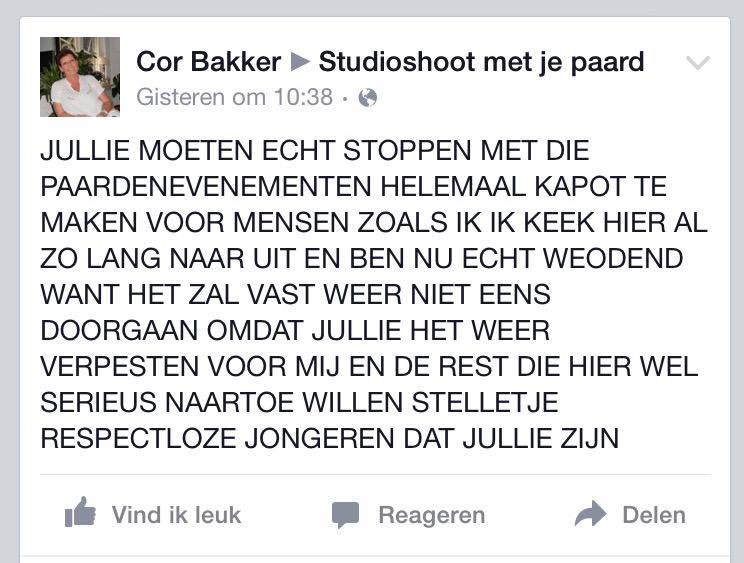 Cor Bakker ▶ Studioshoot met je paard
Gisteren om 10:38 ·
JULLIE MOETEN ECHT STOPPEN MET DIE
PAARDENEVENEMENTEN HELEMAAL KAPOT TE
MAKEN VOOR MENSEN ZOALS IK IK KEEK HIER AL
ZO LANG NAAR UIT EN BEN NU ECHT WEODEND
WANT HET ZAL VAST WEER NIET EENS
DOORGAAN OMDAT JULLIE HET WEER
VERPESTEN VOOR MIJ EN DE REST DIE HIER WEL
SERIEUS NAARTOE WILLEN STELLETJE
RESPECTLOZE JONGEREN DAT JULLIE ZIJN
Vind ik leuk Reageren Delen